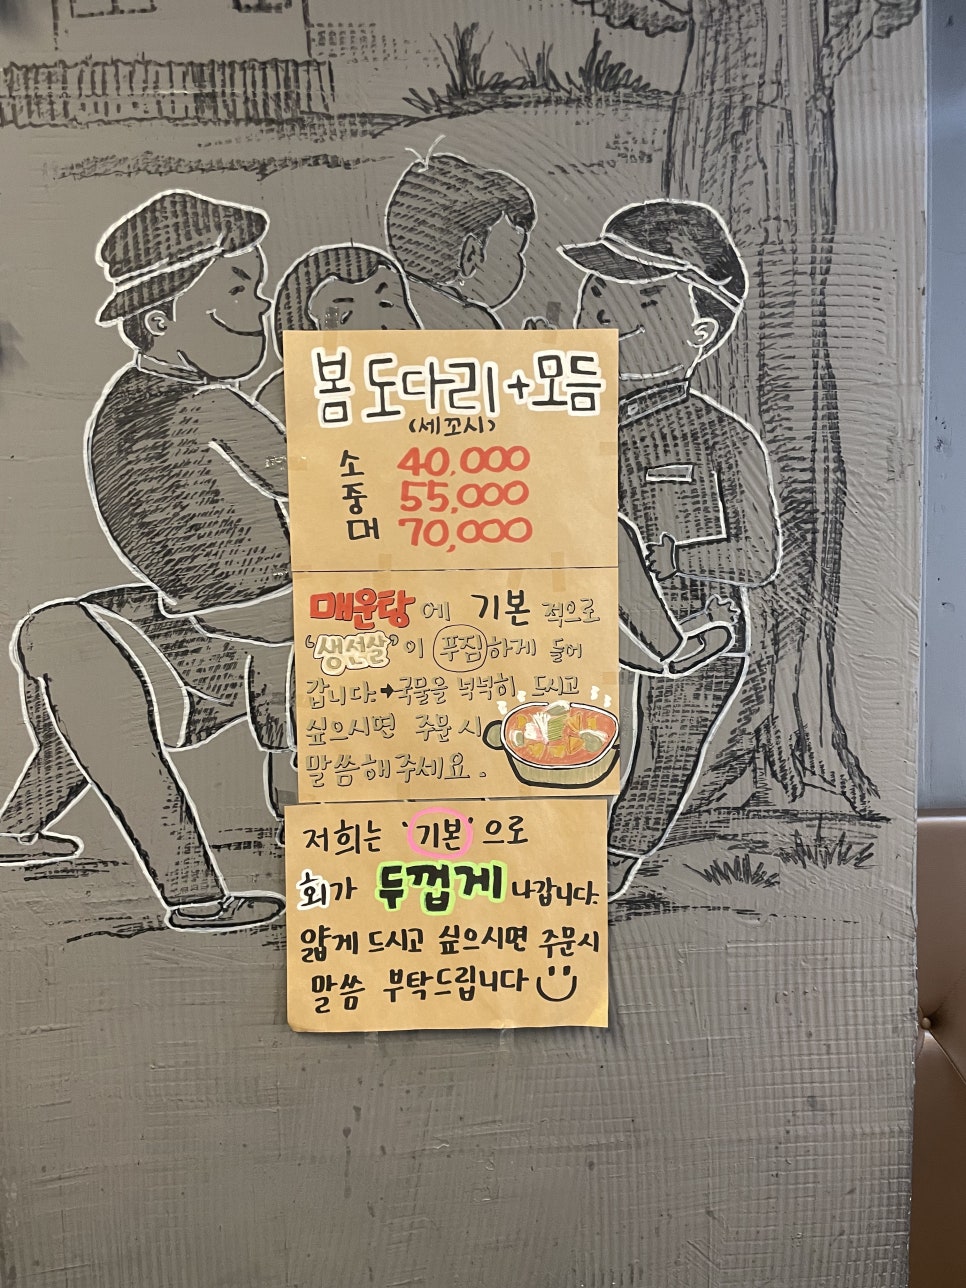 봄 도다리+모듬
(세꼬시)
소 40,000
중 55,000
대 70,000
매운탕에 기본적으로
"생선살"이 푸짐하게 들어
갑니다.→국물을 넉넉히 드시고
싶으시면 주문시
말씀해주세요.
저희는 '기본'으로
회가 두껍게 나갑니다.
얇게 드시고 싶으시면 주문시
말씀 부탁드립니다